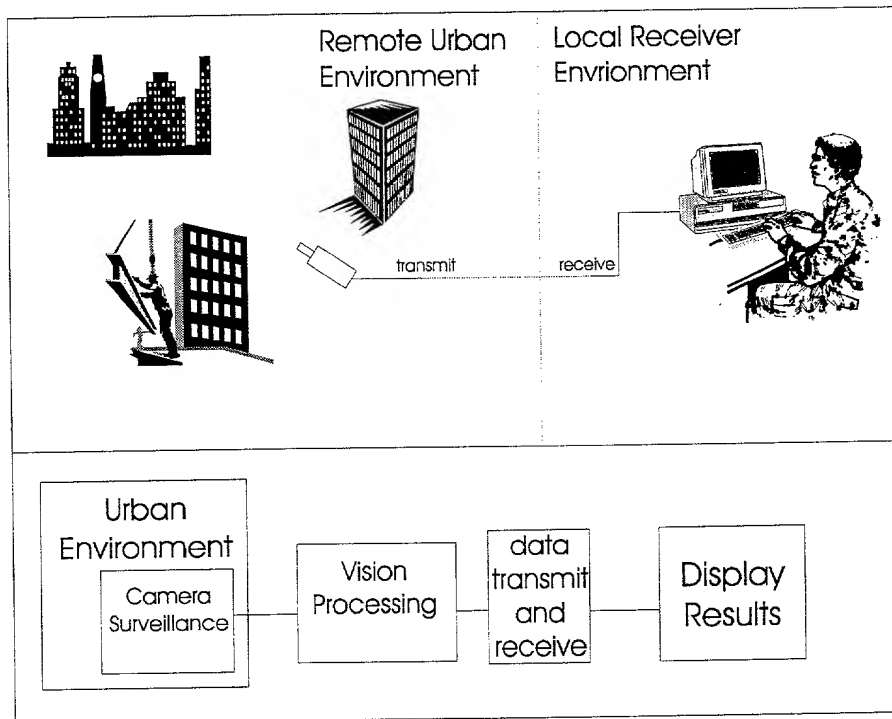 Remote Urban
Environment
Local Receiver
Envrionment
transmit
receive
Urban
Environment
Camera
Surveillance
Vision
Processing
data
transmit
and
receive
Display
Results